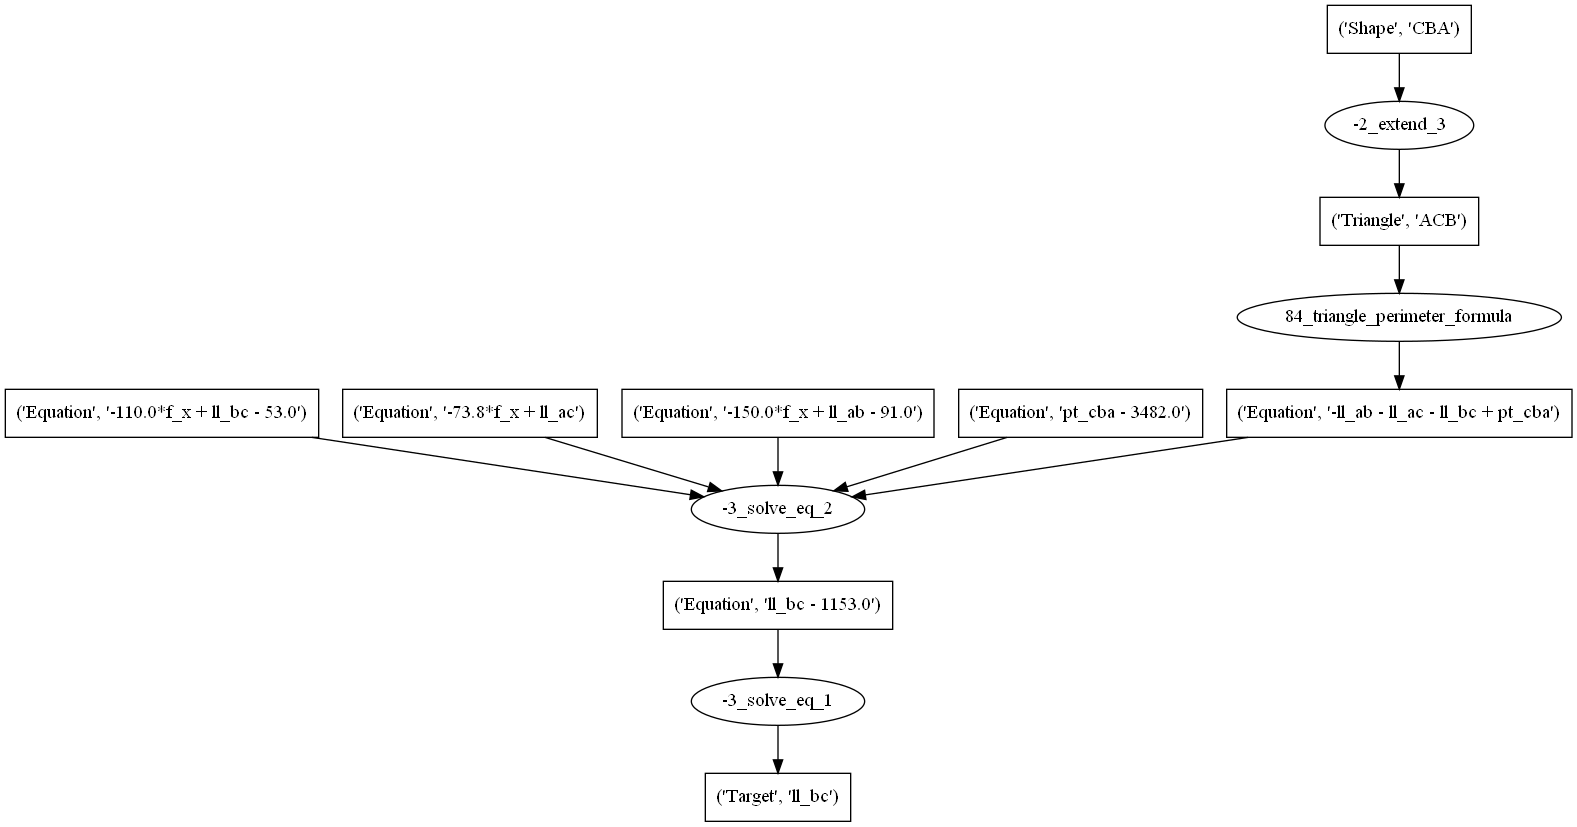 ('Shape', 'CBA')
-2_extend_3
('Triangle', 'ACB')
84_triangle_perimeter_formula
('Equation', '-110.0*f_x + ll_bc - 53.0')
('Equation', '-73.8*f_x + ll_ac')
('Equation', '-150.0*f_x + ll_ab - 91.0')
('Equation', 'pt_cba - 3482.0')
('Equation', '-ll_ab - ll_ac - ll_bc + pt_cba')
-3_solve_eq_2
('Equation', 'll_bc - 1153.0')
-3_solve_eq_1
('Target', 'll_bc')